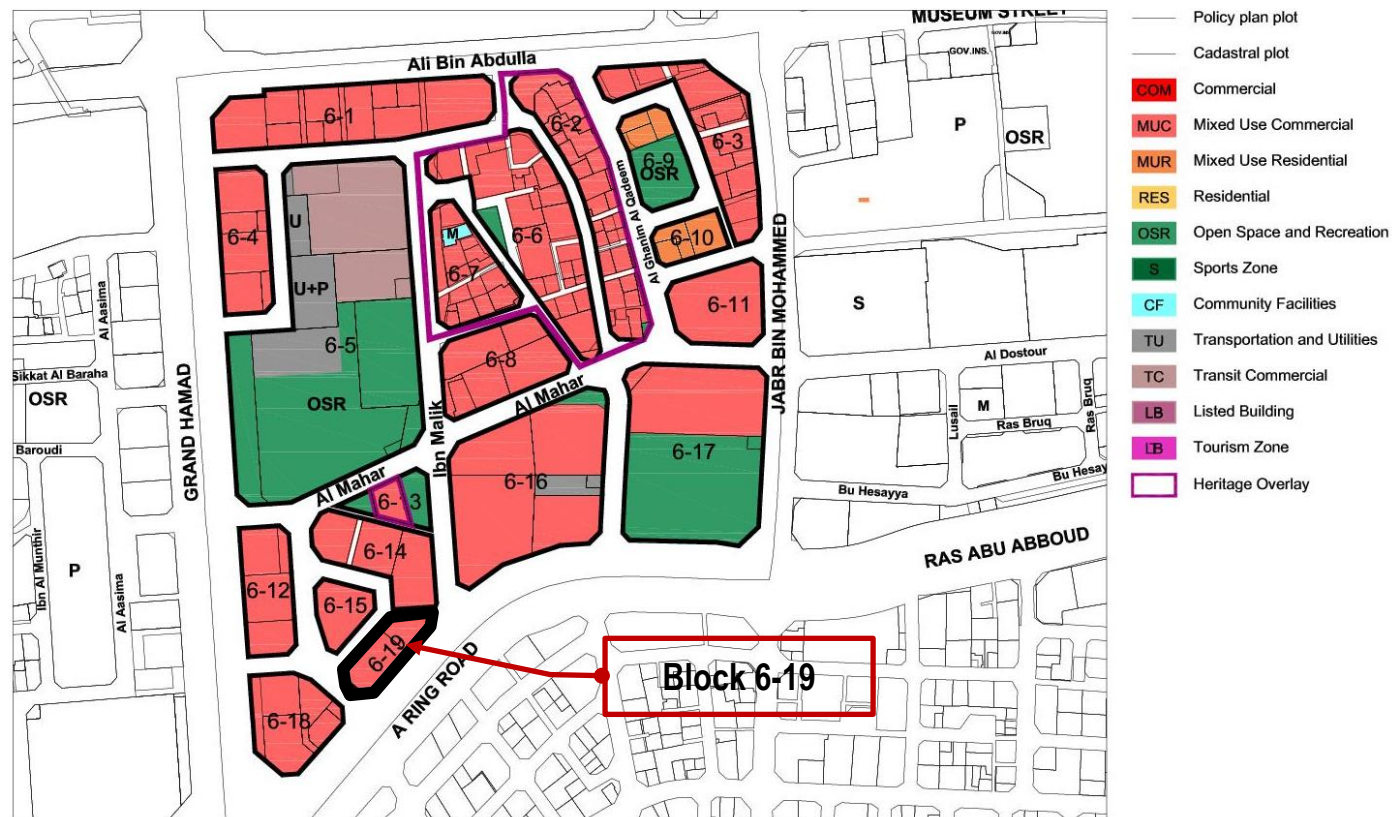 MUSEUM STREET
GOV.INS.
Ali Bin Abdulla
6-1
6-2
6-3
P
OSR
6-9
OSR
6-4
U
M
6-6
6-10
Al Ghanim Al Qadeem
6-7
U+P
6-11
S
Al Aasima
JABR BIN MOHAMMED
6-5
6-8
Al Dostour
Sikkat Al Baraha
OSR
OSR
Al Mahar
Ibn Malik
M
Lusail
Ras Bruq
Ras Bruq
GRAND HAMAD
Baroudi
6-17
Al Mahar
6-16
Bu Hesayya
Bu Hesay
6-13
RAS ABU ABBOUD
6-14
P
Ibn Al Munthir
Al Aasima
6-12
6-15
6-19
Block 6-19
A RING ROAD
6-18
Policy plan plot
Cadastral plot
COM Commercial
MUC Mixed Use Commercial
MUR Mixed Use Residential
RES Residential
OSR Open Space and Recreation
S Sports Zone
CF Community Facilities
TU Transportation and Utilities
TC Transit Commercial
LB Listed Building
Tourism Zone
Heritage Overlay